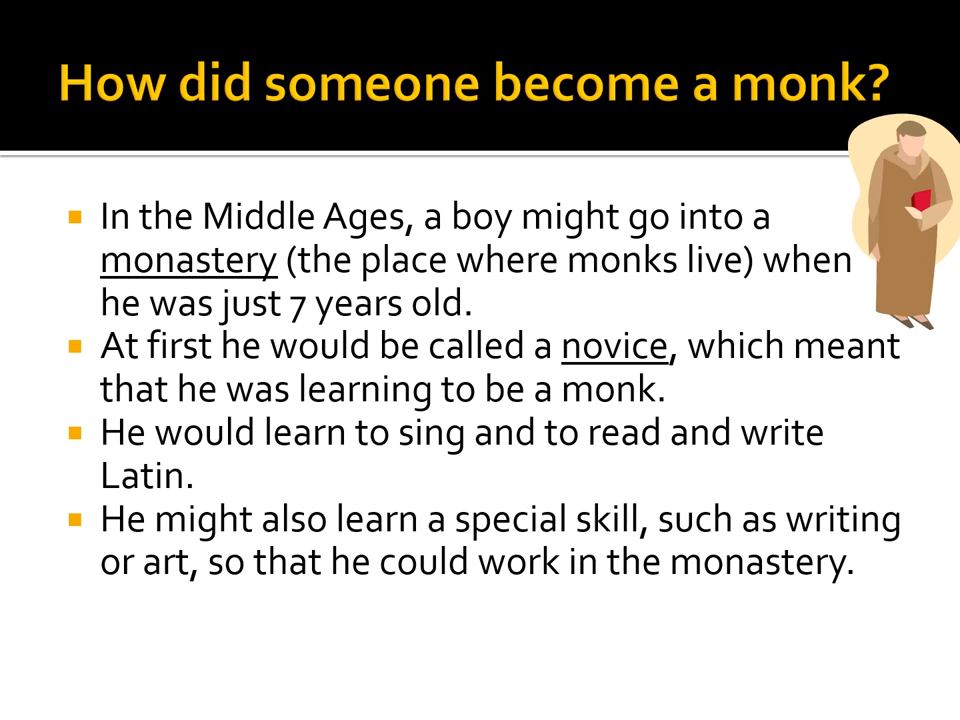 How did someone become a monk?
In the Middle Ages, a boy might go into a
monastery (the place where monks live) when
he was just 7 years old.
At first he would be called a novice, which meant
that he was learning to be a monk.
He would learn to sing and to read and write
Latin.
He might also learn a special skill, such as writing
or art, so that he could work in the monastery.